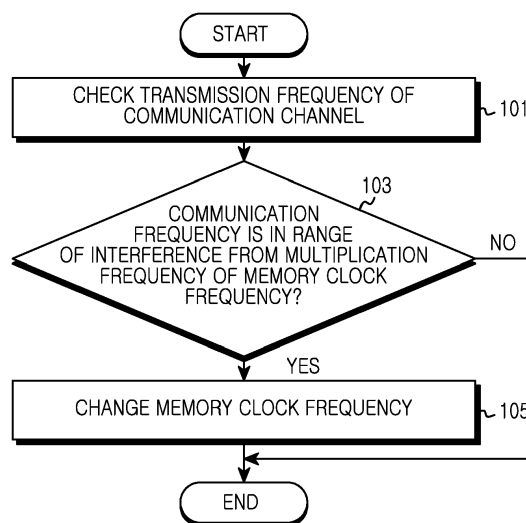 START
CHECK TRANSMISSION FREQUENCY OF
COMMUNICATION CHANNEL
101
103
COMMUNICATION
FREQUENCY IS IN RANGE
OF INTERFERENCE FROM MULTIPLICATION
FREQUENCY OF MEMORY CLOCK
FREQUENCY?
NO
YES
CHANGE MEMORY CLOCK FREQUENCY
105
END